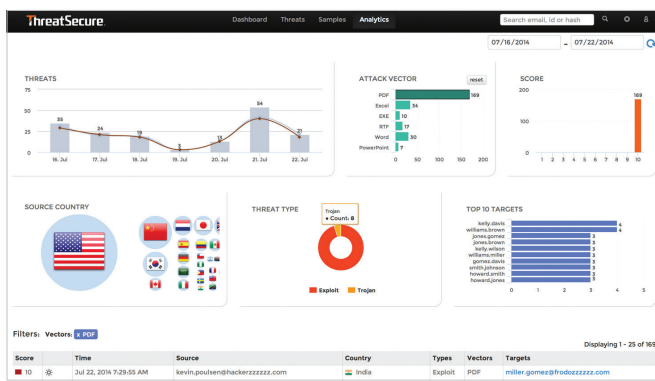 ThreatSecure
Dashboard Threats Samples Analytics
Search email, id or hash
07/16/2014 - 07/22/2014
THREATS
75
50
25
0
35 24 19 3 13 54 21
16. Jul 17. Jul 18. Jul 19. Jul 20. Jul 21. Jul 22. Jul
ATTACK VECTOR reset
PDF 169
Excel 34
EXE 10
RTF 17
Word 30
PowerPoint 7
0 50 100 150 200
SCORE
200
100
0
169
1 2 3 4 5 6 7 8 9 10
SOURCE COUNTRY
THREAT TYPE
Trojan
• Count: 8
Exploit Trojan
TOP 10 TARGETS
kelly.davis 4
williams.brown 4
jones.gomez 3
jones.brown 3
kelly.wilson 3
williams.miller 3
gomez.davis 3
smith.johnson 3
howard.smith 3
howard.jones 3
0 1 2 3 4 5
Filters: Vectors: x PDF
Displaying 1 - 25 of 169
Score Time Source Country Types Vectors Targets
10 Jul 22, 2014 7:29:55 AM kevin.poulsen@hackerzzzzzz.com India Exploit PDF miller.gomez@frodozzzzzz.com